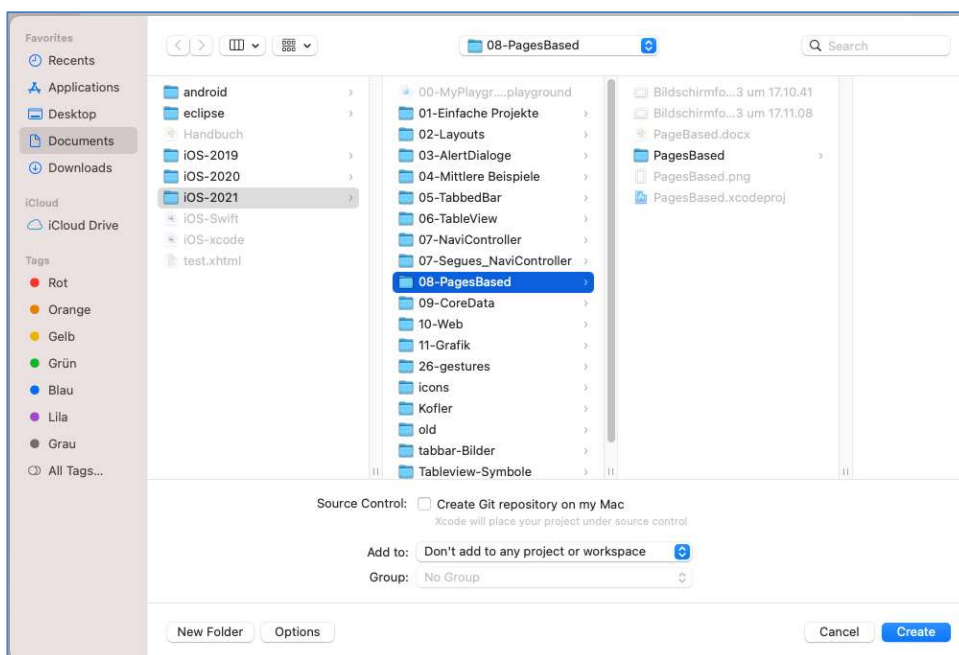 Favorites
Recents
Applications
Desktop
Documents
Downloads
iCloud
iCloud Drive
Tags
Rot
Orange
Gelb
Grün
Blau
Lila
Grau
All Tags...
08-PagesBased
Search
android
eclipse
Handbuch
iOS-2019
iOS-2020
iOS-2021
iOS-Swift
iOS-xcode
test.xhtml
00-MyPlaygr....playground
01-Einfache Projekte
02-Layouts
03-AlertDialoge
04-Mittlere Beispiele
05-TabbedBar
06-TableView
07-NaviController
07-Segues_NaviController
08-PagesBased
09-CoreData
10-Web
11-Grafik
26-gestures
icons
Kofler
old
tabbar-Bilder
Tableview-Symbole
Bildschirmfo...3 um 17.10.41
Bildschirmfo...3 um 17.11.08
PageBased.docx
PagesBased
PagesBased.png
PagesBased.xcodeproj
Source Control: Create Git repository on my Mac
Xcode will place your project under source control
Add to: Don't add to any project or workspace
Group: No Group
New Folder Options Cancel Create